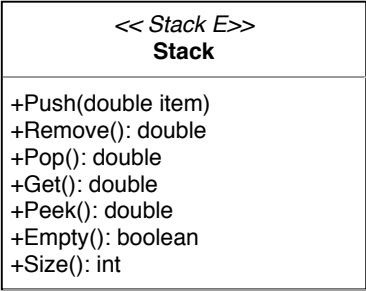 << Stack E>>
Stack
+Push(double item)
+Remove(): double
+Pop(): double
+Get(): double
+Peek(): double
+Empty(): boolean
+Size(): int